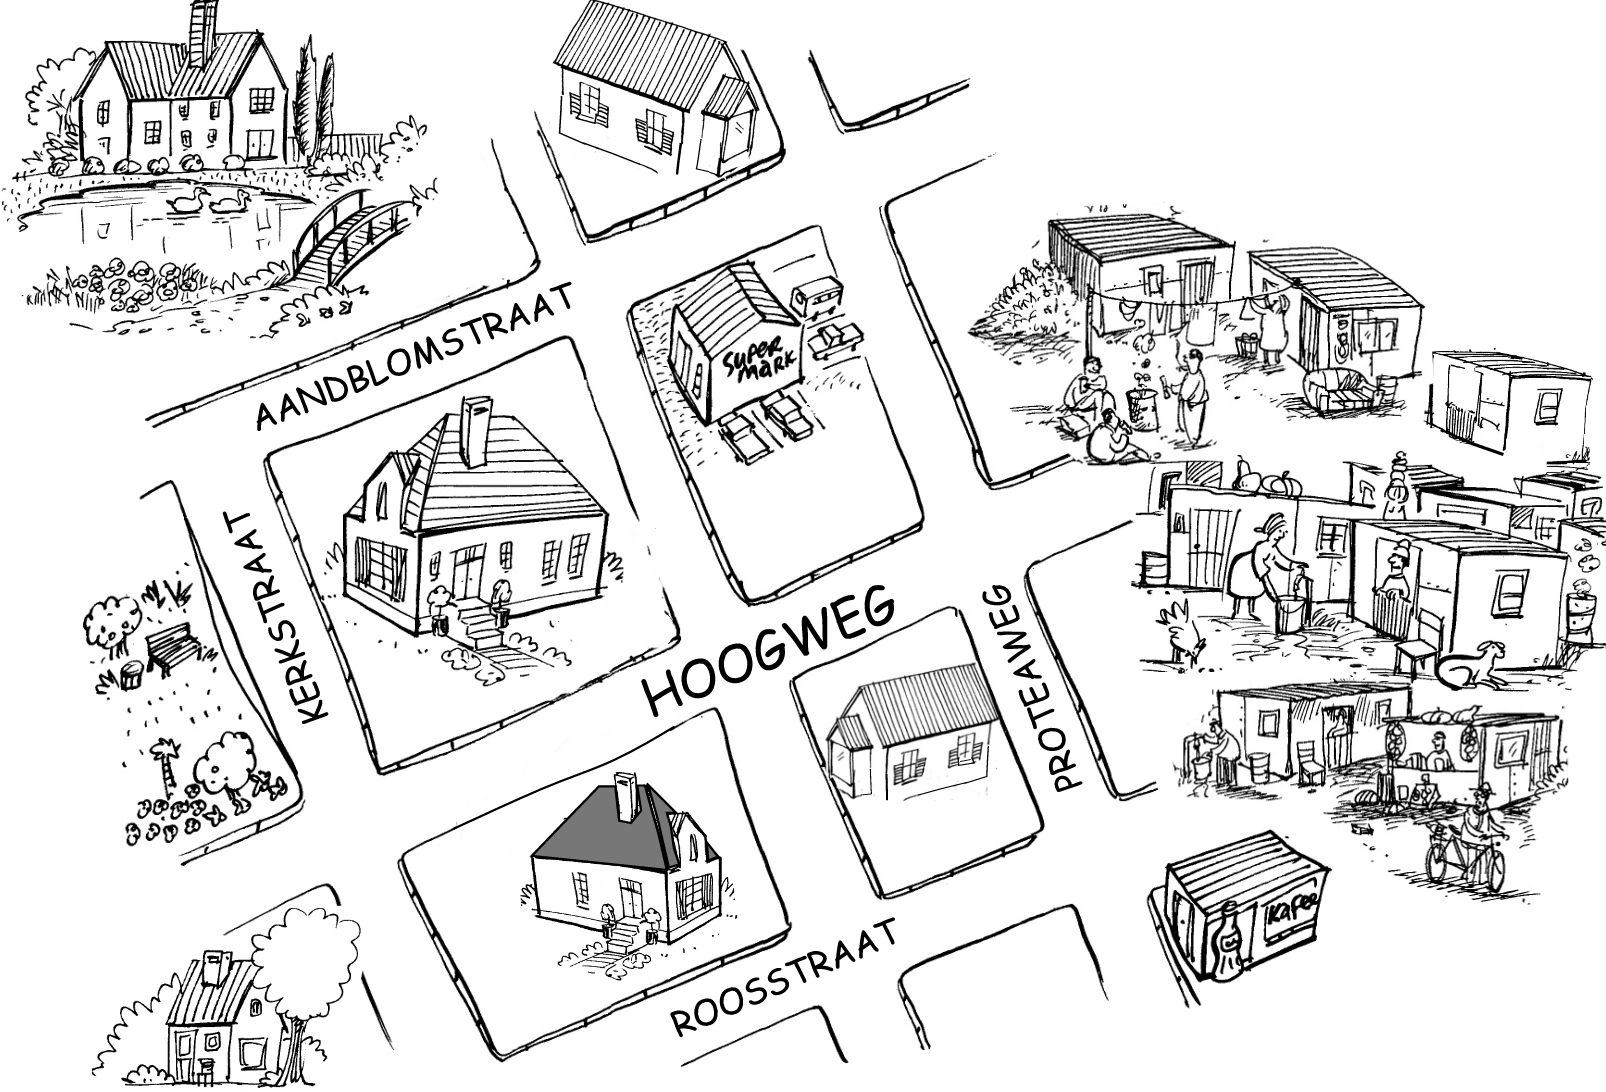 AANDBLOMSTRAAT
SUPER
MARK
KERKSTRAAT
HOOGWEG
PROTEAWEG
KAFEE
ROOSSTRAAT